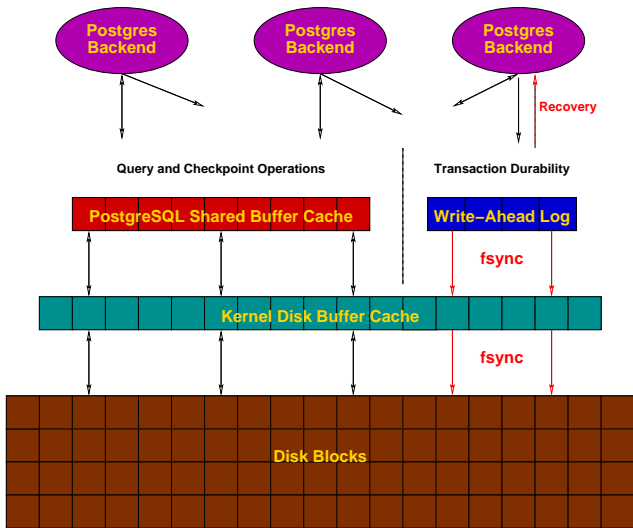 Postgres
Backend
Postgres
Backend
Postgres
Backend
Recovery
Query and Checkpoint Operations
Transaction Durability
PostgreSQL Shared Buffer Cache
Write−Ahead Log
fsync
Kernel Disk Buffer Cache
fsync
Disk Blocks